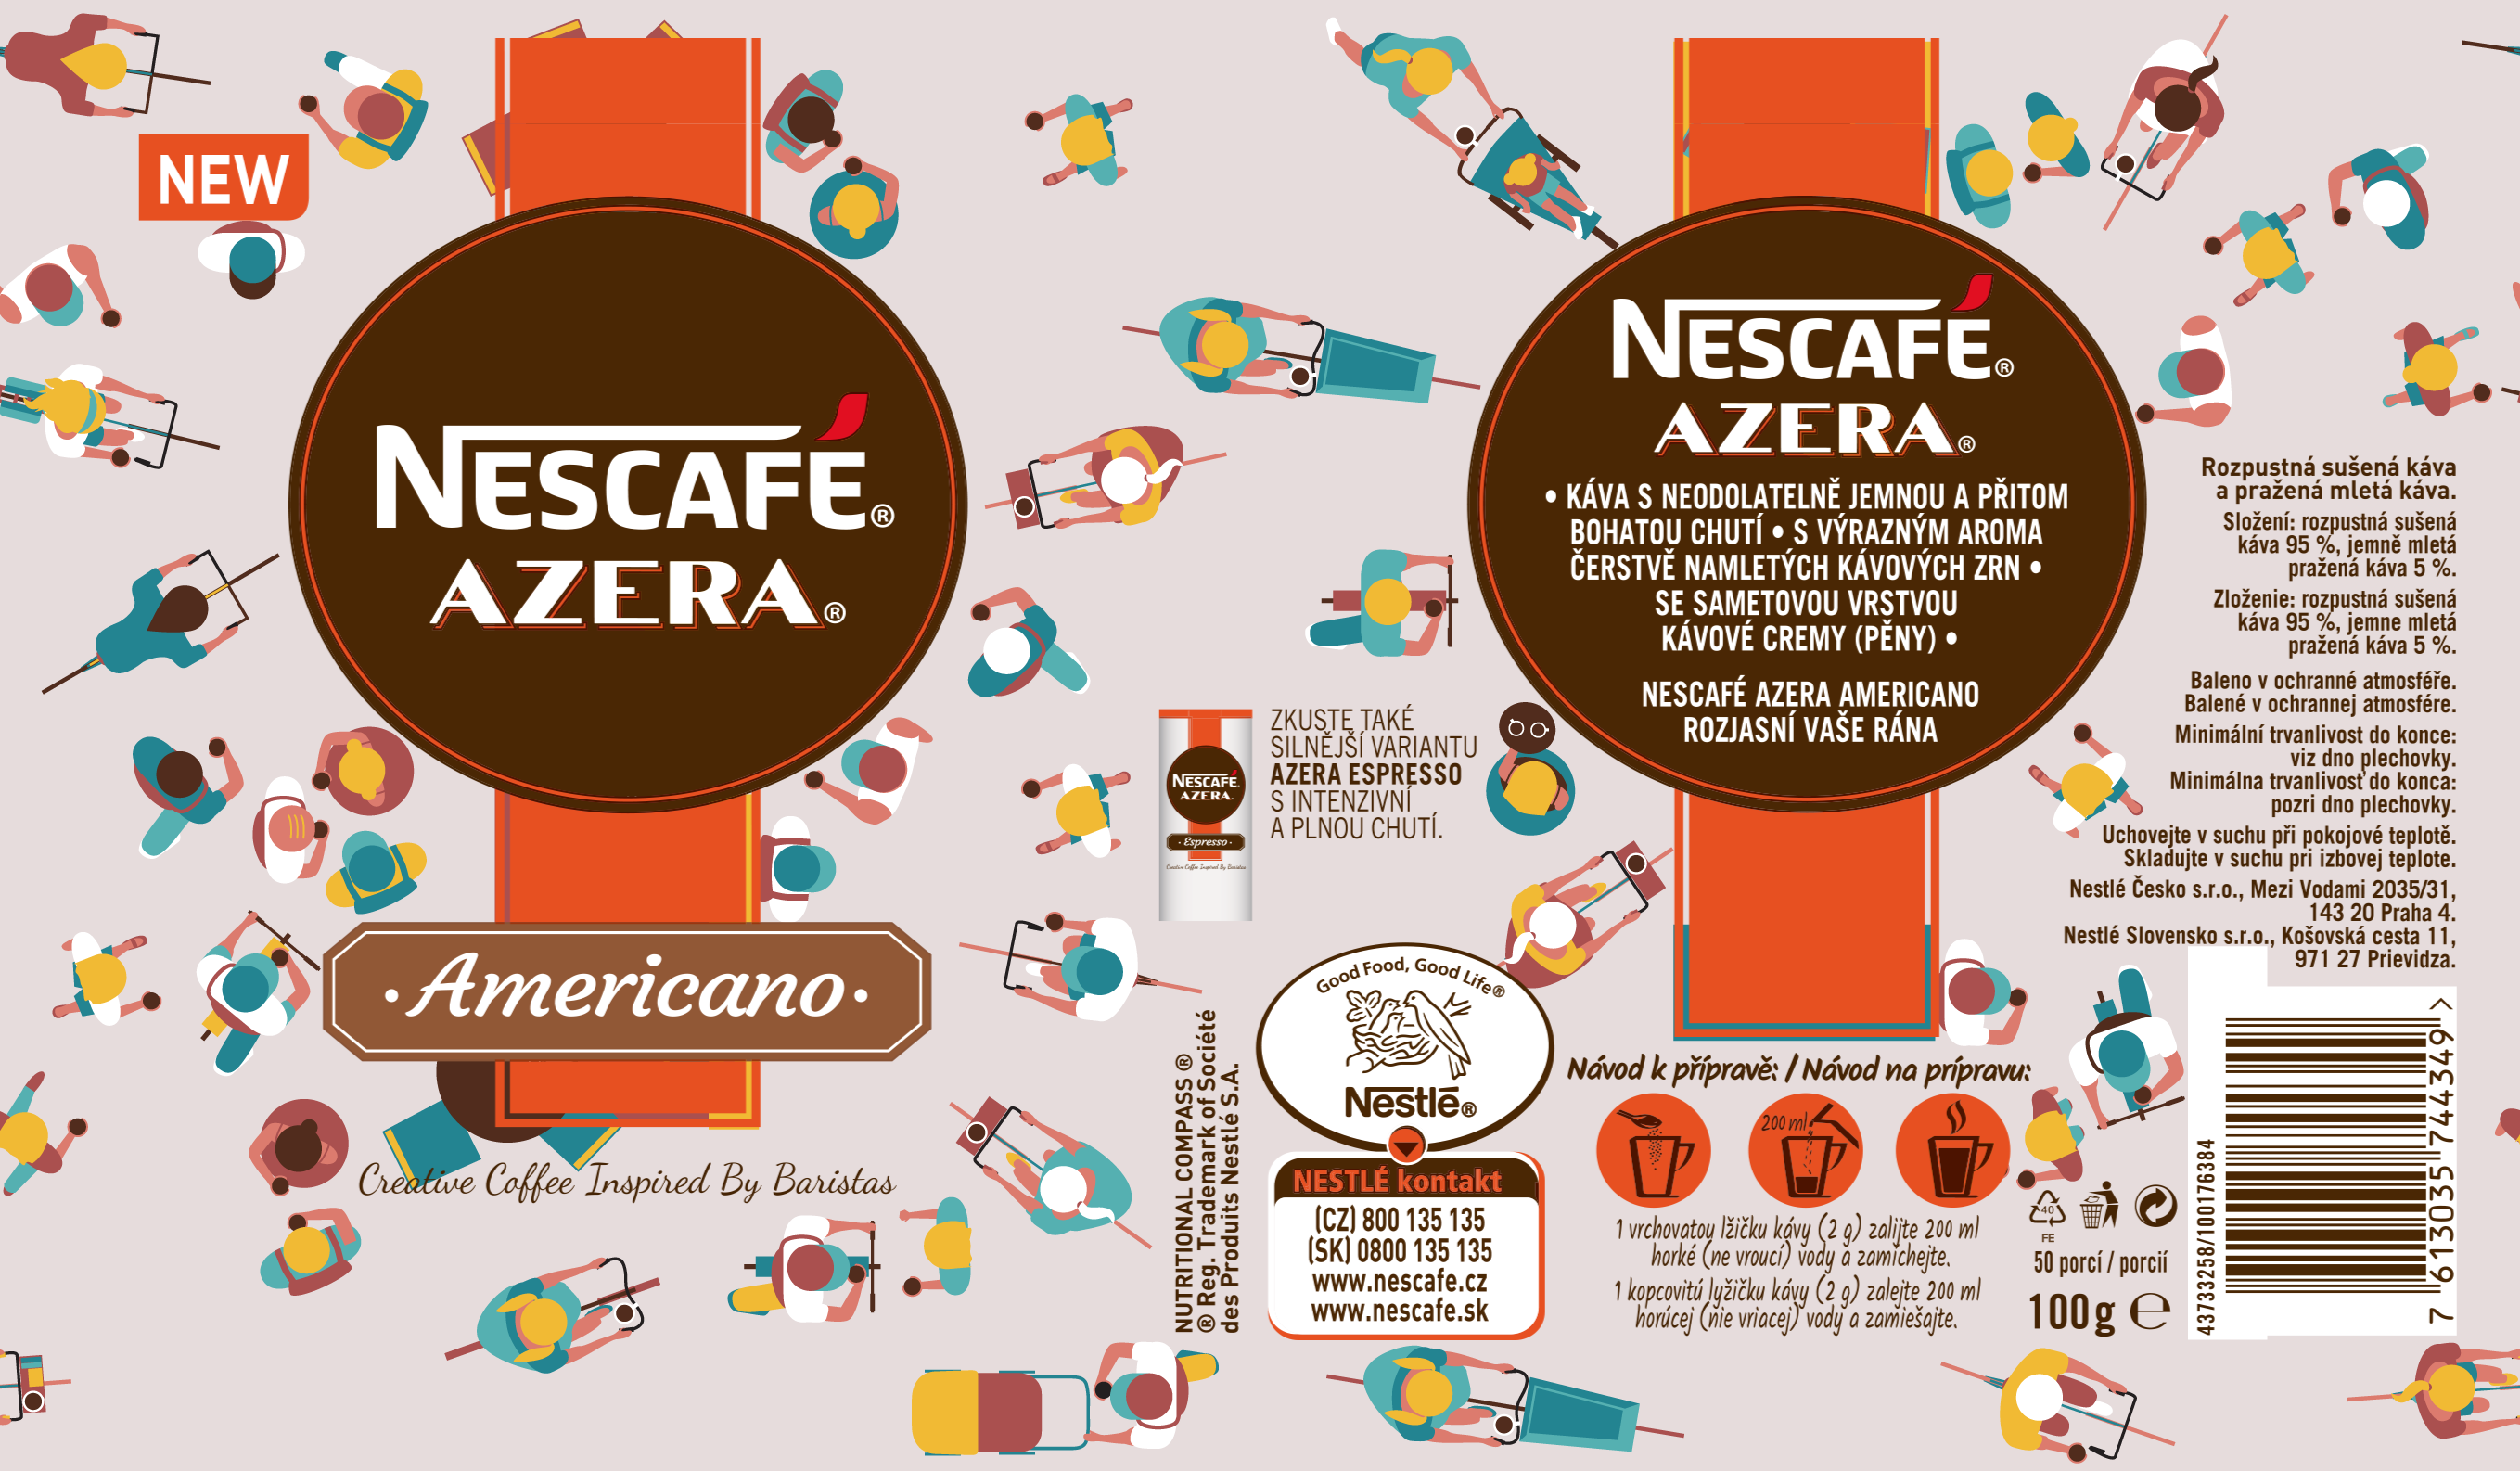 NEW
NESCAFÉ®
AZERA®
• Americano •
Creative Coffee Inspired By Baristas
ZKUSTE TAKÉ
SILNĚJŠÍ VARIANTU
AZERA ESPRESSO
S INTENZIVNÍ
A PLNOU CHUTÍ.
NESCAFÉ
AZERA
• Espresso •
Creative Coffee Inspired By Baristas
NUTRITIONAL COMPASS ®
® Reg. Trademark of Société
des Produits Nestlé S.A.
Good Food, Good Life®
Nestlé®
NESTLÉ kontakt
(CZ) 800 135 135
(SK) 0800 135 135
www.nescafe.cz
www.nescafe.sk
NESCAFÉ®
AZERA®
• KÁVA S NEODOLATELNĚ JEMNOU A PŘITOM
BOHATOU CHUTÍ • S VÝRAZNÝM AROMA
ČERSTVĚ NAMLETÝCH KÁVOVÝCH ZRN •
SE SAMETOVOU VRSTVOU
KÁVOVÉ CREMY (PĚNY) •
NESCAFÉ AZERA AMERICANO
ROZJASNÍ VAŠE RÁNA
Návod k přípravě: / Návod na prípravu:
200 ml
1 vrchovatou lžičku kávy (2 g) zalijte 200 ml
horké (ne vroucí) vody a zamíchejte.
1 kopcovitú lyžičku kávy (2 g) zalejte 200 ml
horúcej (nie vriacej) vody a zamiešajte.
Rozpustná sušená káva
a pražená mletá káva.
Složení: rozpustná sušená
káva 95 %, jemně mletá
pražená káva 5 %.
Zloženie: rozpustná sušená
káva 95 %, jemne mletá
pražená káva 5 %.
Baleno v ochranné atmosféře.
Balené v ochrannej atmosfére.
Minimální trvanlivost do konce:
viz dno plechovky.
Minimálna trvanlivosť do konca:
pozri dno plechovky.
Uchovejte v suchu při pokojové teplotě.
Skladujte v suchu pri izbovej teplote.
Nestlé Česko s.r.o., Mezi Vodami 2035/31,
143 20 Praha 4.
Nestlé Slovensko s.r.o., Košovská cesta 11,
971 27 Prievidza.
40
FE
50 porcí / porcií
100g ℮
43733258/100176384
7 613035 744349 >